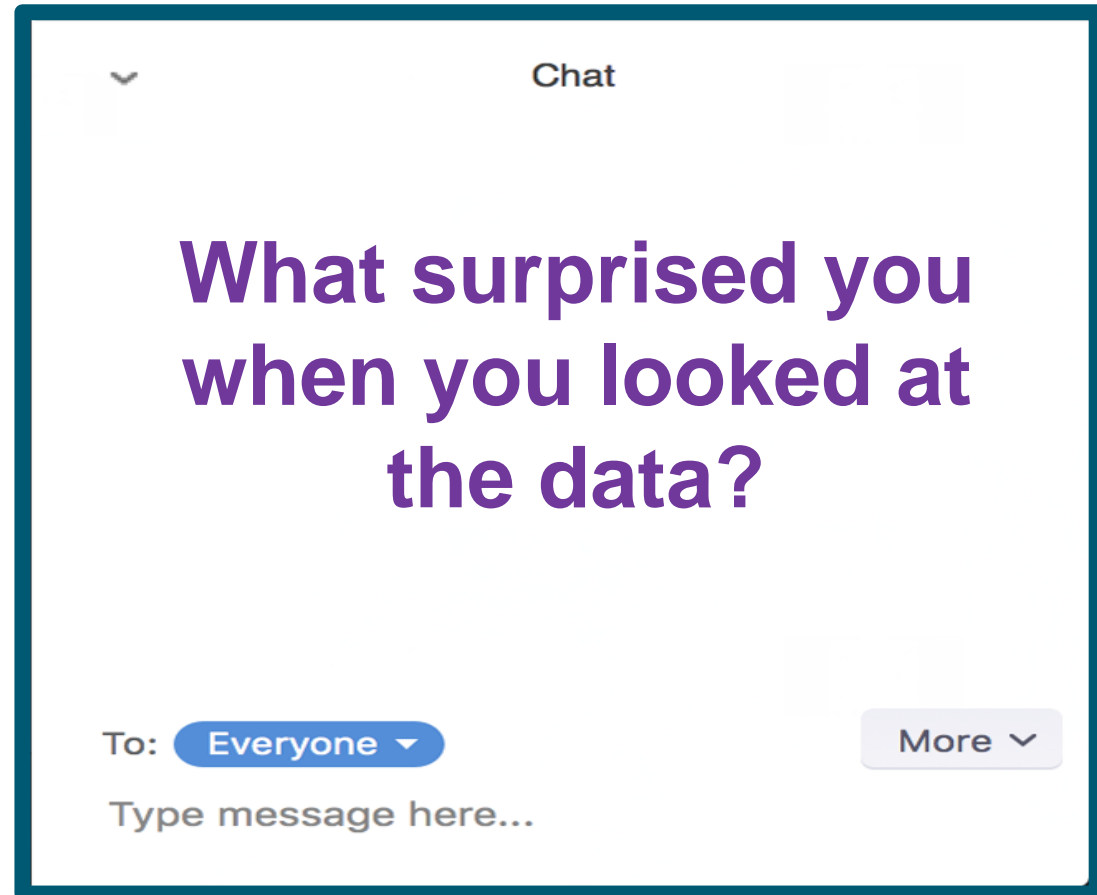 Chat
What surprised you
when you looked at
the data?
To: Everyone
More
Type message here...